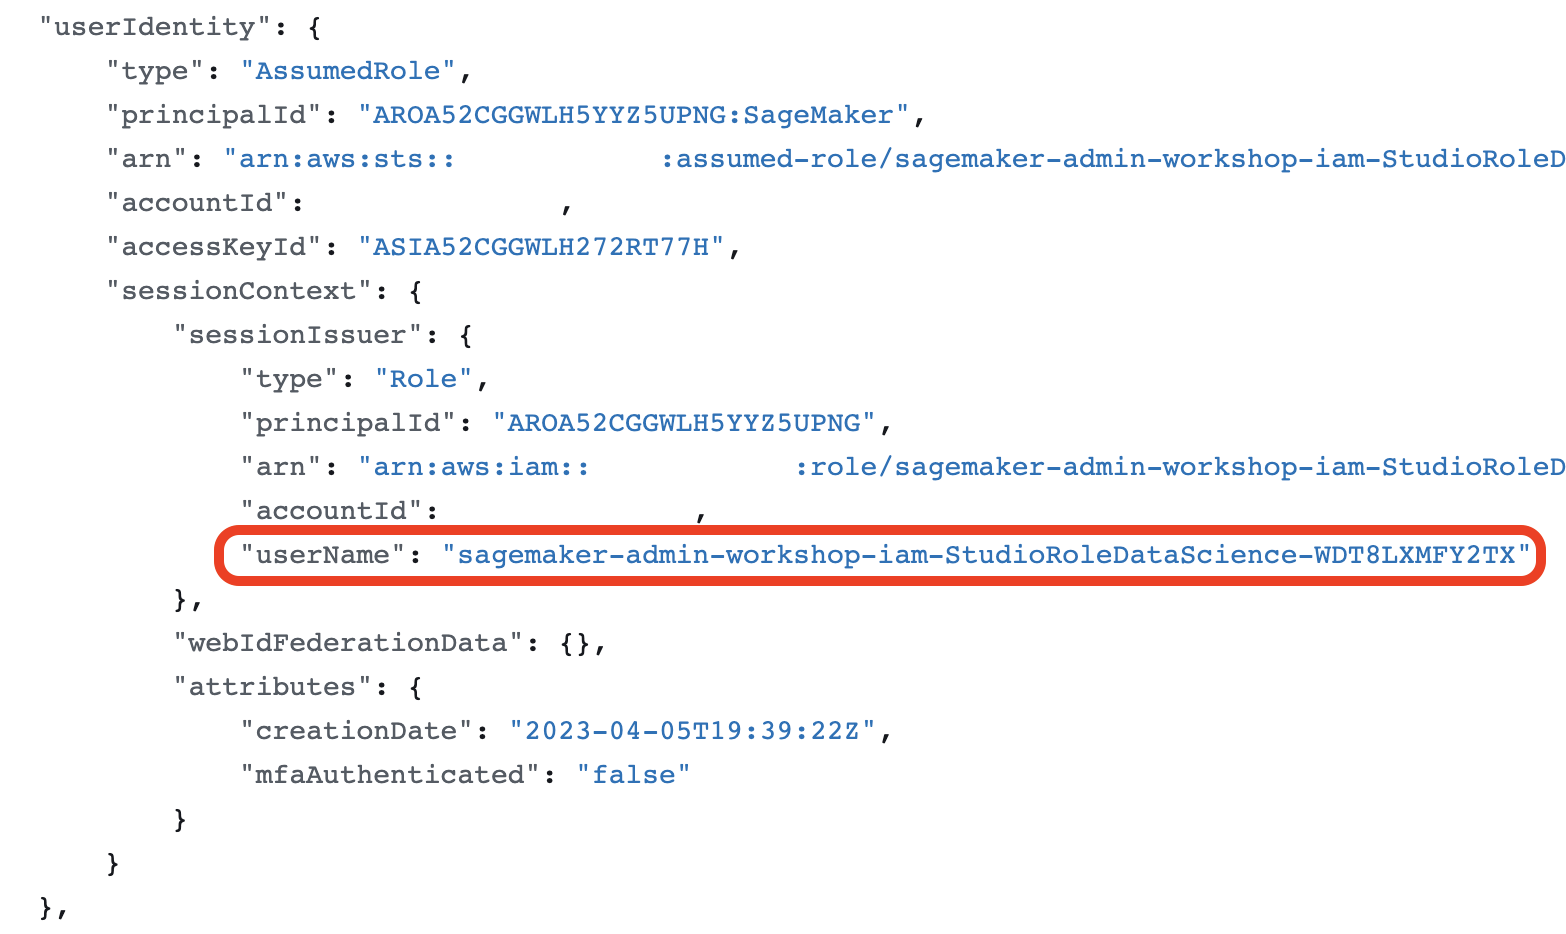 "userIdentity": {
"type": "AssumedRole",
"principalId": "AROA52CGGWLH5YYZ5UPNG:SageMaker",
"arn": "arn:aws:sts:: :assumed-role/sagemaker-admin-workshop-iam-StudioRoleD
"accountId": ,
"accessKeyId": "ASIA52CGGWLH272RT77H",
"sessionContext": {
"sessionIssuer": {
"type": "Role",
"principalId": "AROA52CGGWLH5YYZ5UPNG",
"arn": "arn:aws:iam:: :role/sagemaker-admin-workshop-iam-StudioRoleD
"accountId": ,
"userName": "sagemaker-admin-workshop-iam-StudioRoleDataScience-WDT8LXMFY2TX"
},
"webIdFederationData": {},
"attributes": {
"creationDate": "2023-04-05T19:39:22Z",
"mfaAuthenticated": "false"
}
}
},